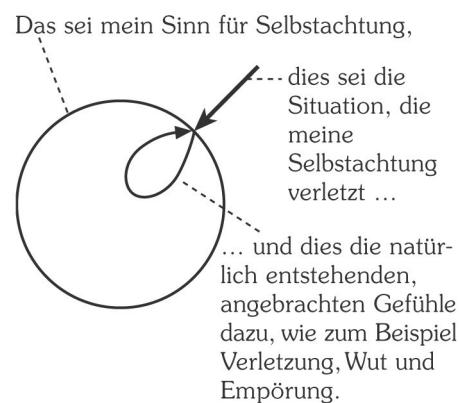 Das sei mein Sinn für Selbstachtung,
dies sei die
Situation, die
meine
Selbstachtung
verletzt ...
... und dies die natür-
lich entstehenden,
angebrachten Gefühle
dazu, wie zum Beispiel
Verletzung, Wut und
Empörung.